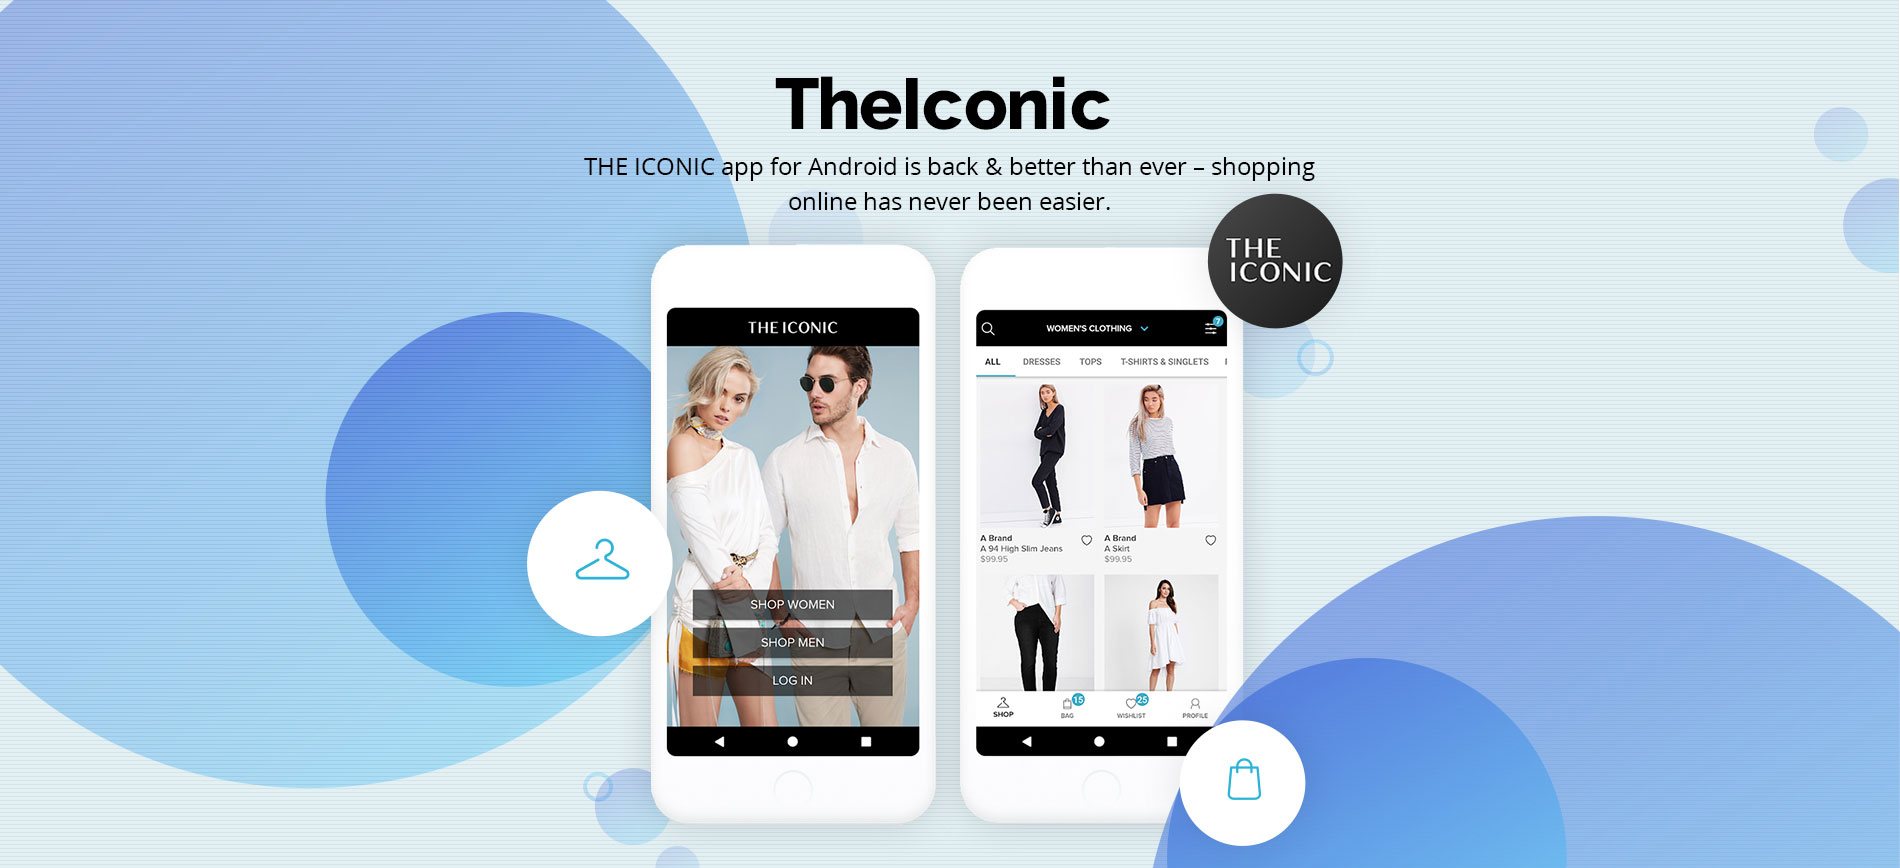 TheIconic
THE ICONIC app for Android is back & better than ever – shopping
online has never been easier.
THE
ICONIC
THE ICONIC
SHOP WOMEN
SHOP MEN
LOG IN
WOMEN'S CLOTHING
7
ALL DRESSES TOPS T-SHIRTS & SINGLETS
A Brand
A 94 High Slim Jeans
$99.95
A Brand
A Skirt
$99.95
SHOP
15
BAG
25
WISHLIST
PROFILE